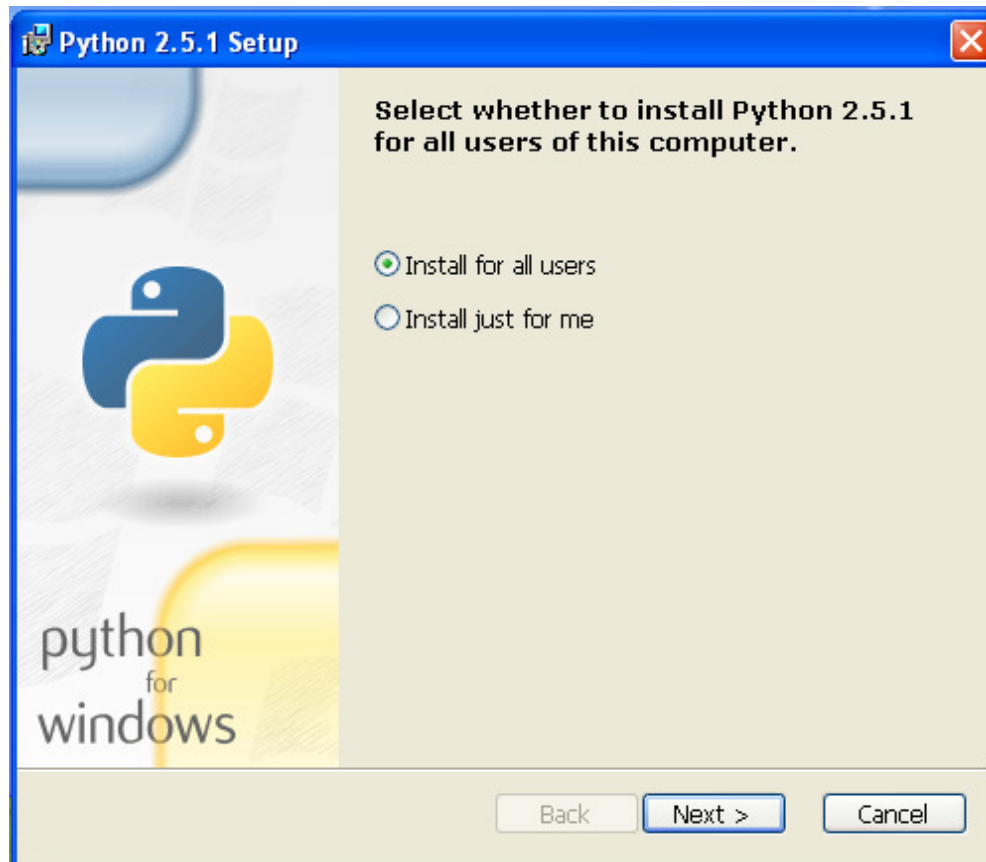 Python 2.5.1 Setup
Select whether to install Python 2.5.1
for all users of this computer.
Install for all users
Install just for me
python
for
windows
Back
Next >
Cancel